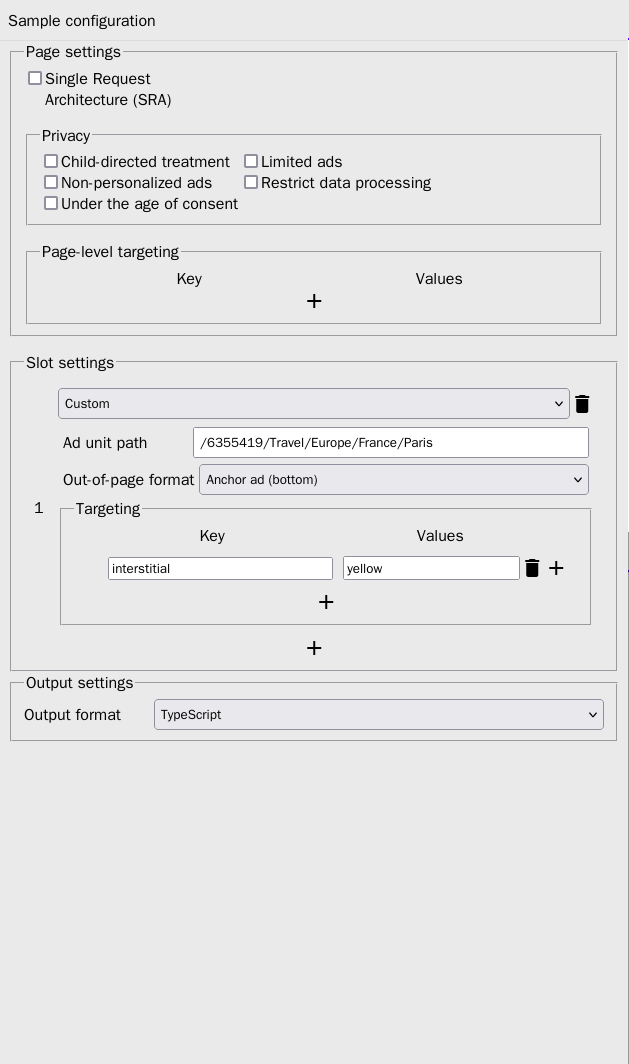 Sample configuration
Page settings
Single Request
Architecture (SRA)
Privacy
Child-directed treatment Limited ads
Non-personalized ads Restrict data processing
Under the age of consent
Page-level targeting
Key Values
+
Slot settings
Custom
Ad unit path /6355419/Travel/Europe/France/Paris
Out-of-page format Anchor ad (bottom)
1 Targeting
Key Values
interstitial yellow +
+
+
Output settings
Output format TypeScript